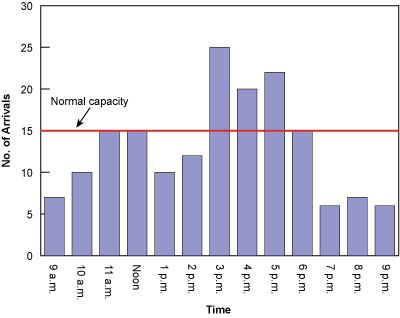 30
25
20
15
10
5
0
No. of Arrivals
Normal capacity
9 a.m.
10 a.m.
11 a.m.
Noon
1 p.m.
2 p.m.
3 p.m.
4 p.m.
5 p.m.
6 p.m.
7 p.m.
8 p.m.
9 p.m.
Time